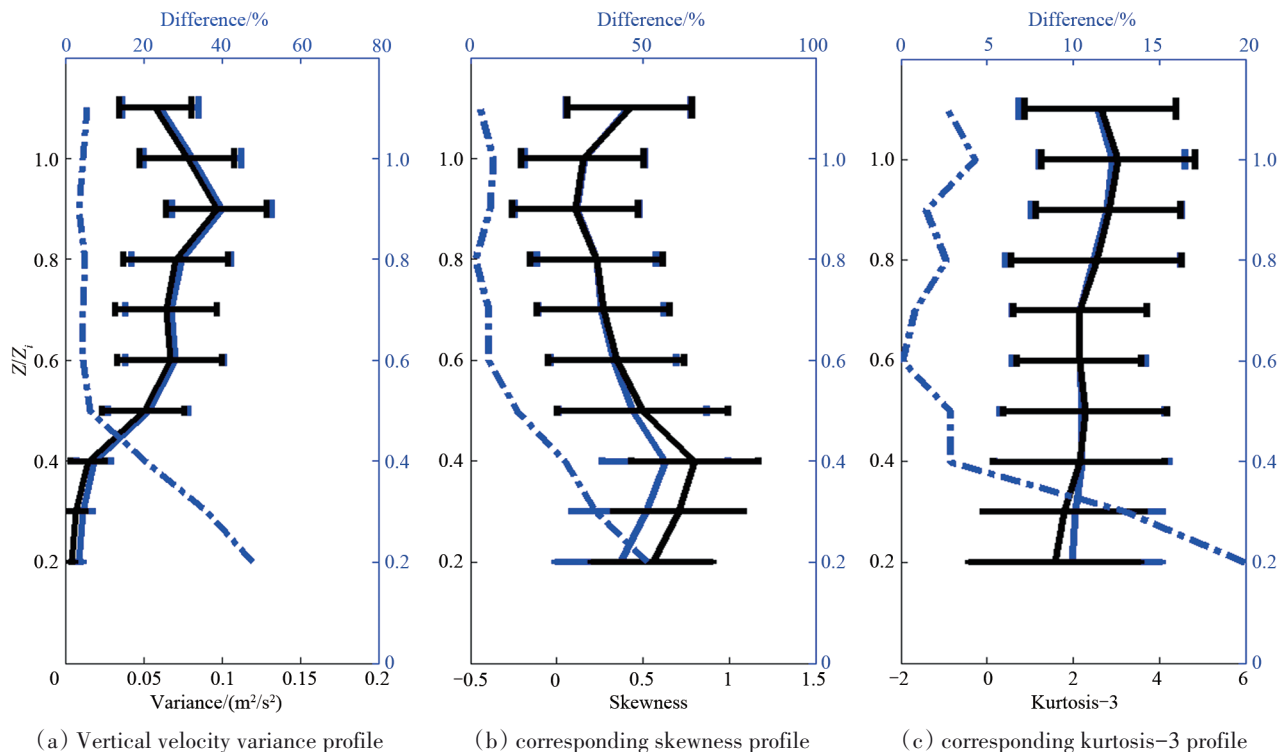 Difference/%
Difference/%
Difference/%
0 20 40 60 80
0 50 100
0 5 10 15 20
1.0 1.0 1.0 1.0 1.0
0.8 0.8 0.8 0.8 0.8 0.8
Z/Zi
0.6 0.6 0.6 0.6 0.6 0.6
0.4 0.4 0.4 0.4 0.4 0.4
0.2 0.2 0.2 0.2 0.2 0.2
0 0 0
0 0.05 0.1 0.15 0.2
−0.5 0 0.5 1 1.5
−2 0 2 4 6
Variance/(m²/s²)
Skewness
Kurtosis−3
(a) Vertical velocity variance profile
(b) corresponding skewness profile
(c) corresponding kurtosis−3 profile